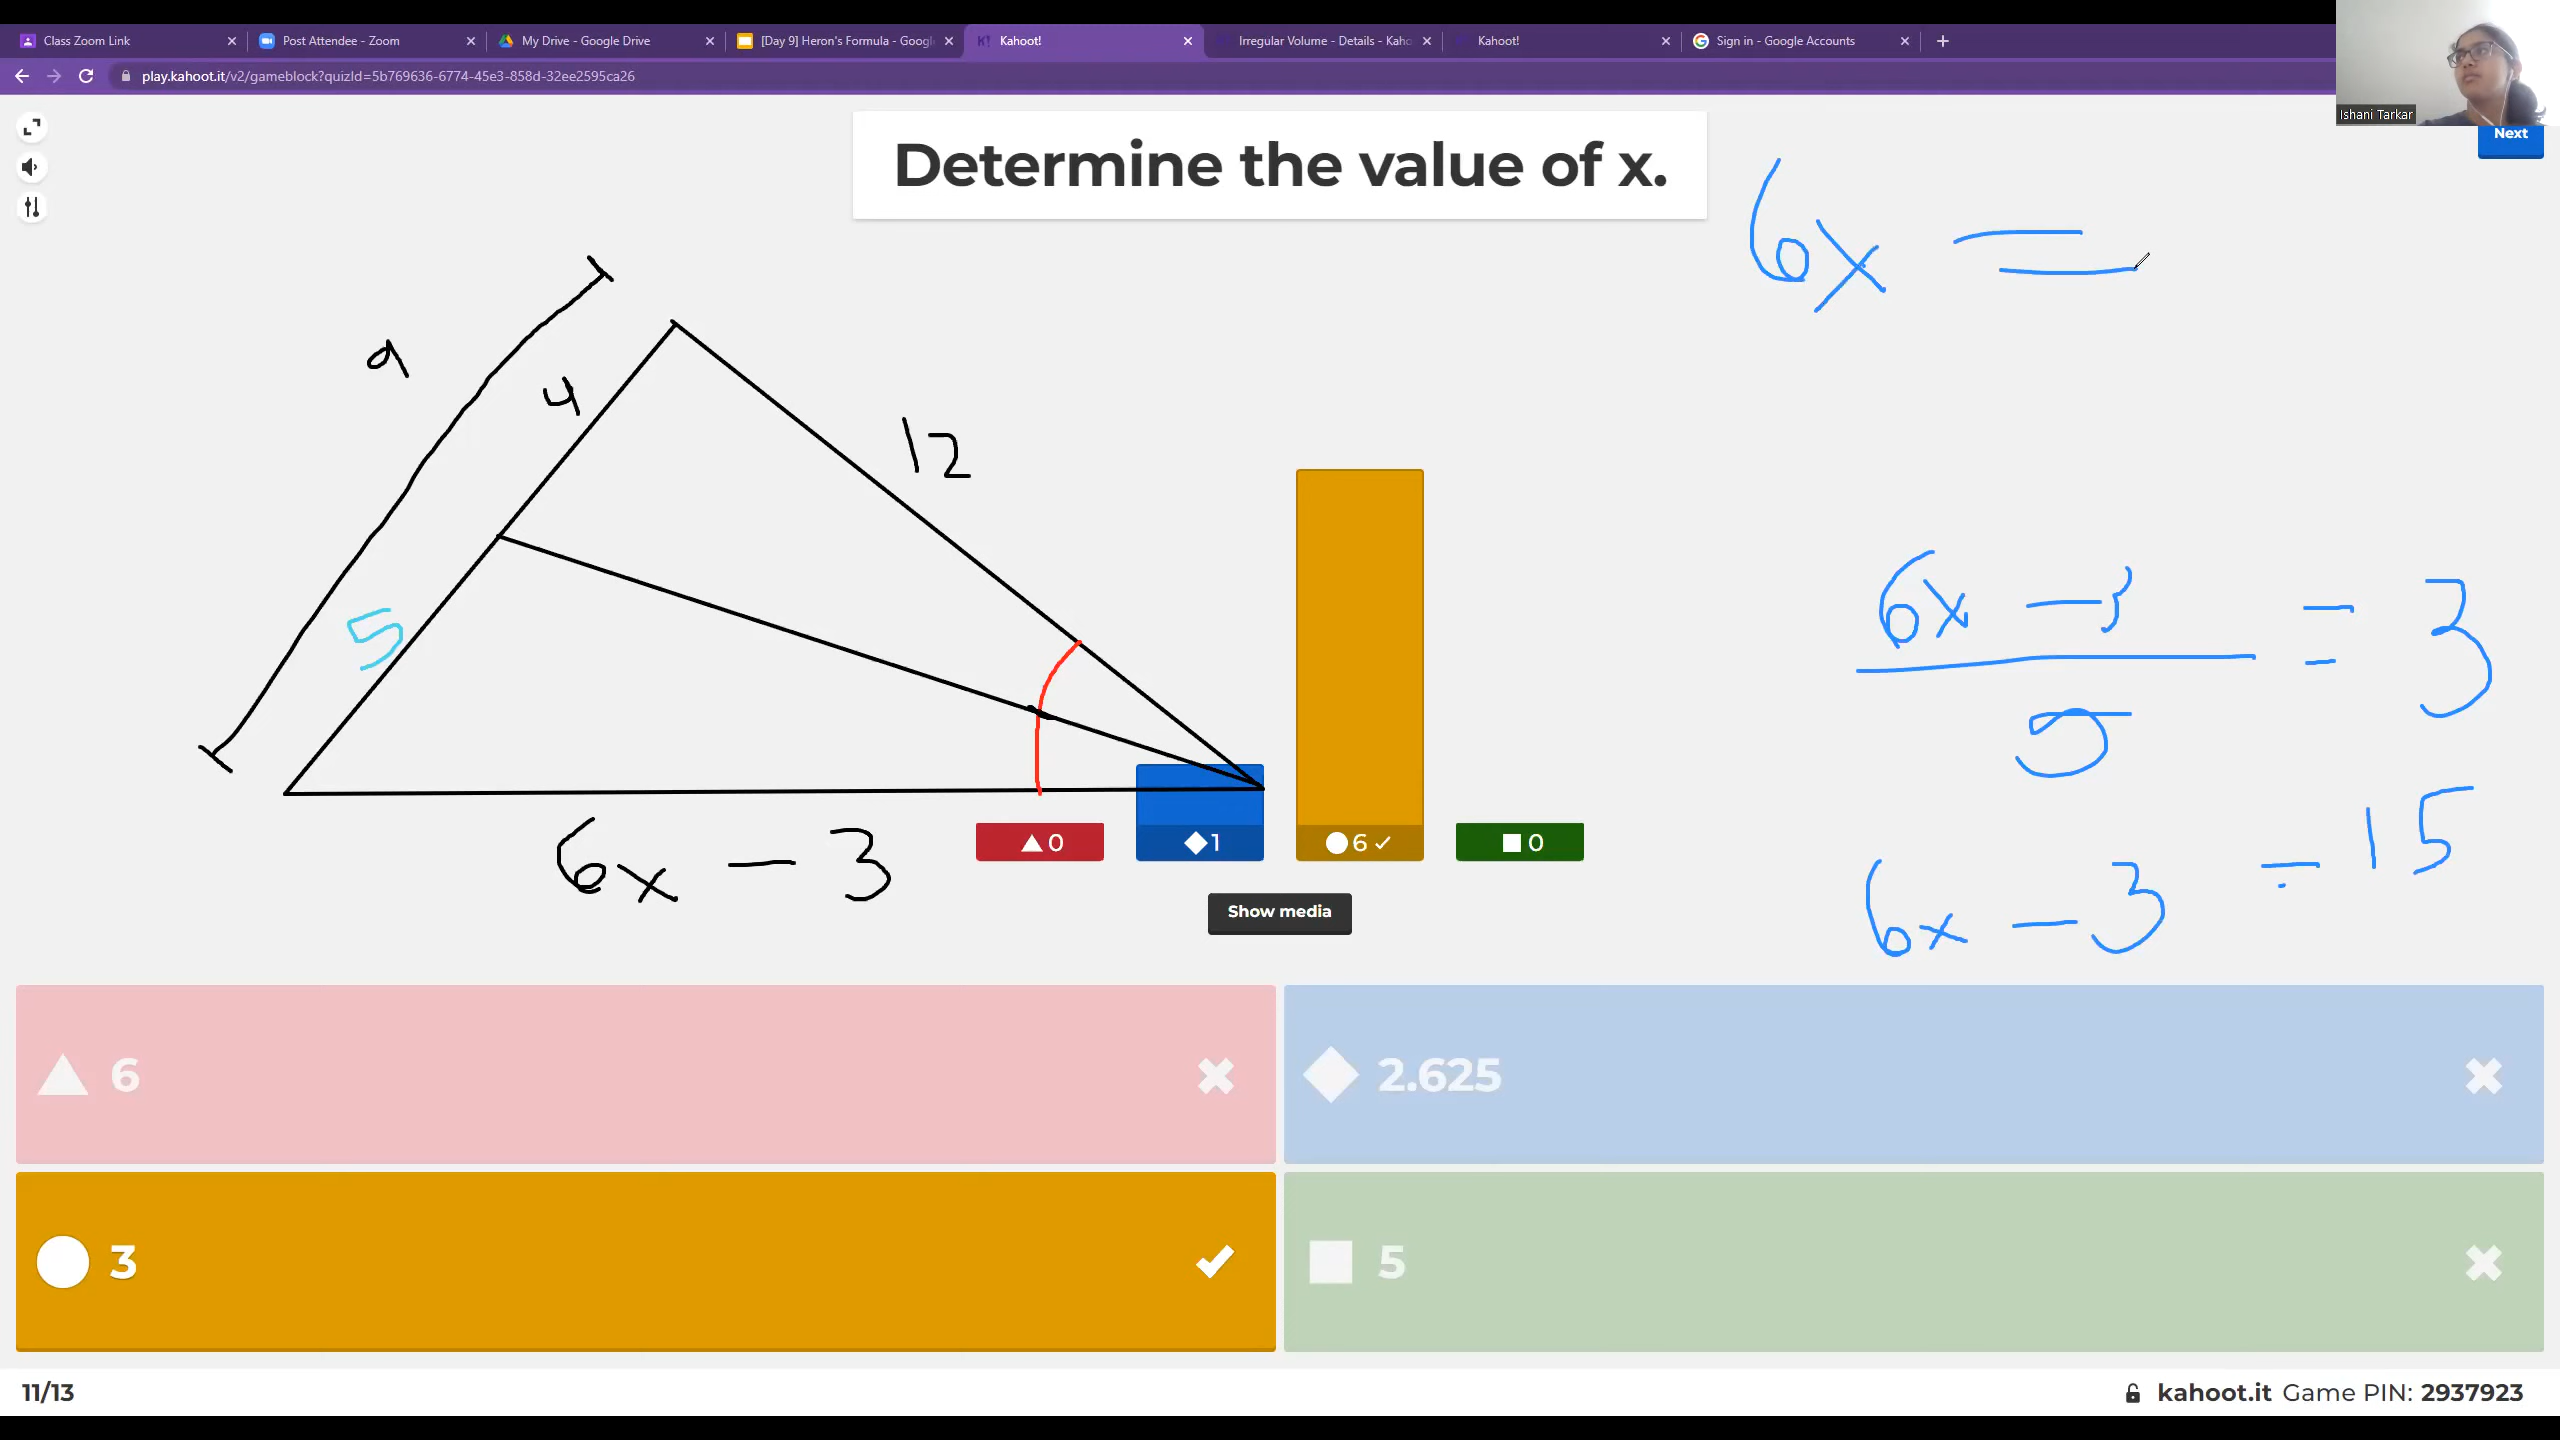 Class Zoom Link
Post Attendee - Zoom
My Drive - Google Drive
[Day 9] Heron's Formula - Googl
Kahoot!
Irregular Volume - Details - Kaho
Kahoot!
Sign in - Google Accounts
play.kahoot.it/v2/gameblock?quizId=5b769636-6774-45e3-858d-32ee2595ca26
Ishani Tarkar
Next
Determine the value of x.
6x =
9
4
12
5
6x - 3 = 3
5
6x - 3 = 15
6x - 3
0
1
6
0
Show media
6
2.625
3
5
11/13
kahoot.it Game PIN: 2937923